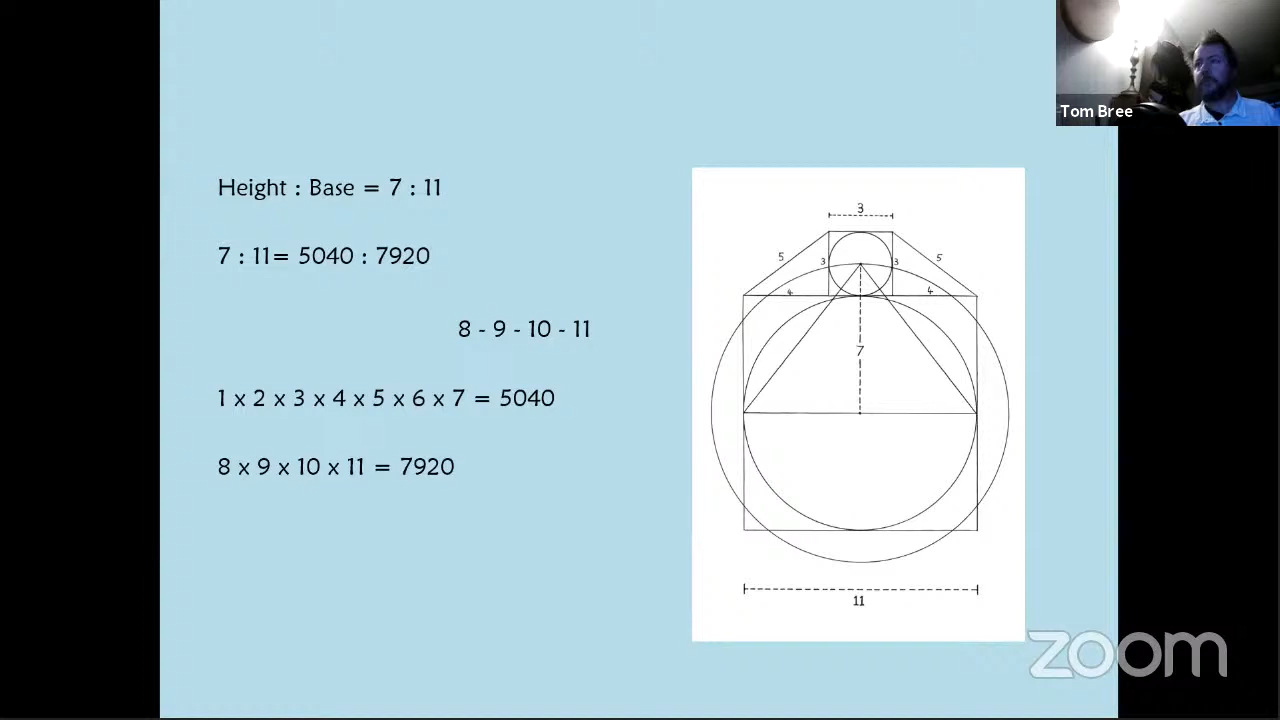 Tom Bree
Height : Base = 7 : 11
7 : 11= 5040 : 7920
8 - 9 - 10 - 11
1 x 2 x 3 x 4 x 5 x 6 x 7 = 5040
8 x 9 x 10 x 11 = 7920
3
5 3 3 5
4 4
7
11
zoom